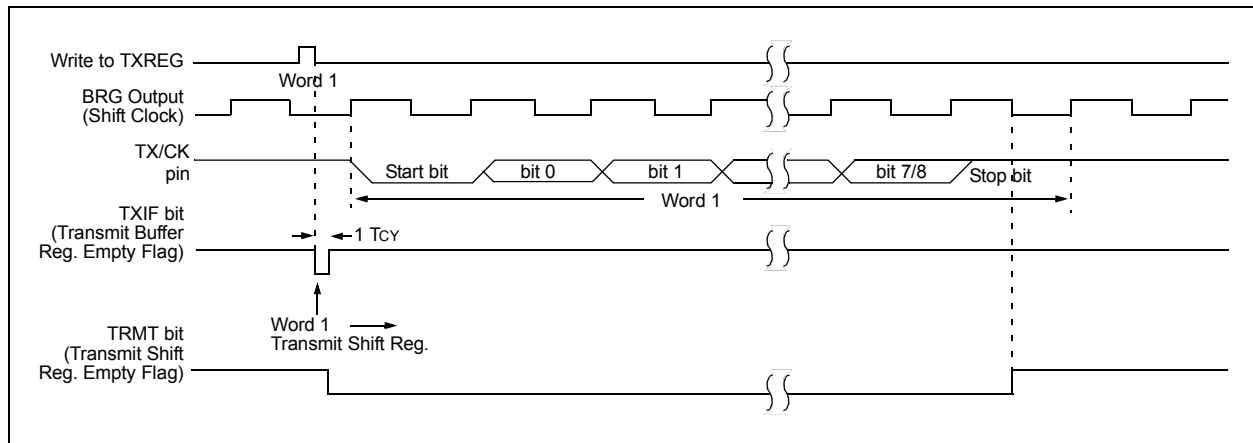 Write to TXREG
Word 1
BRG Output
(Shift Clock)
TX/CK
pin
Start bit
bit 0
bit 1
bit 7/8
Stop bit
Word 1
TXIF bit
(Transmit Buffer
Reg. Empty Flag)
1 TCY
Word 1
Transmit Shift Reg.
TRMT bit
(Transmit Shift
Reg. Empty Flag)